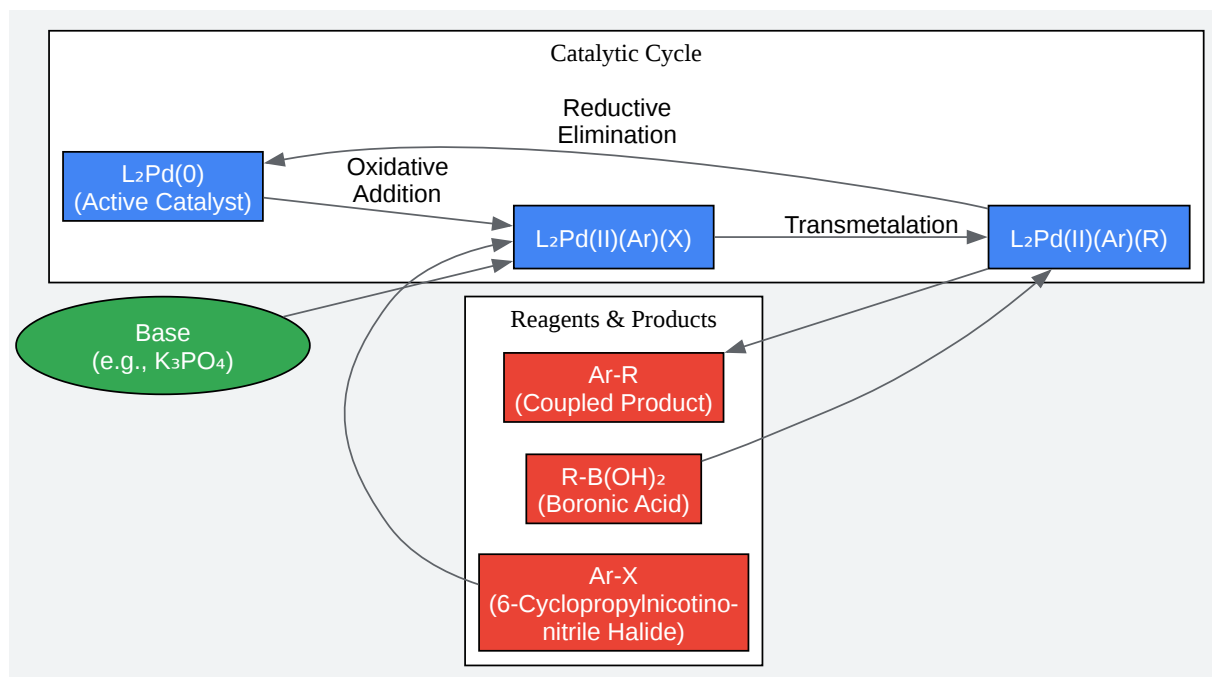 Catalytic Cycle
Reductive
Elimination
L₂Pd(0)
(Active Catalyst)
Oxidative
Addition
L₂Pd(II)(Ar)(X)
Transmetalation
L₂Pd(II)(Ar)(R)
Base
(e.g., K₃PO₄)
Reagents & Products
Ar-R
(Coupled Product)
R-B(OH)₂
(Boronic Acid)
Ar-X
(6-Cyclopropylnicotino-
nitrile Halide)